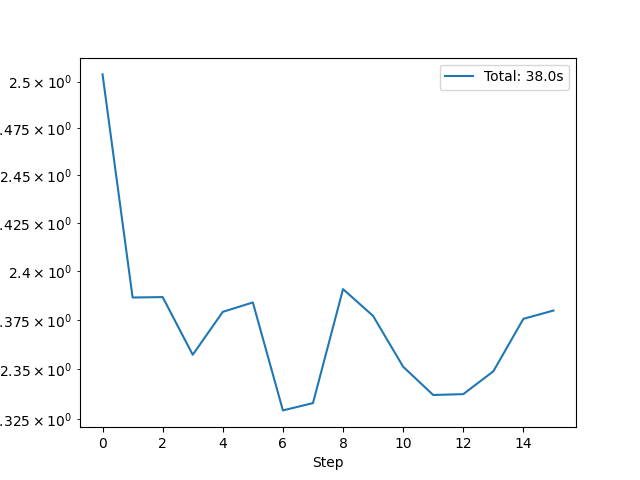 Total: 38.0s
2.5 × 10⁰
.475 × 10⁰
2.45 × 10⁰
.425 × 10⁰
2.4 × 10⁰
.375 × 10⁰
2.35 × 10⁰
.325 × 10⁰
0 2 4 6 8 10 12 14
Step